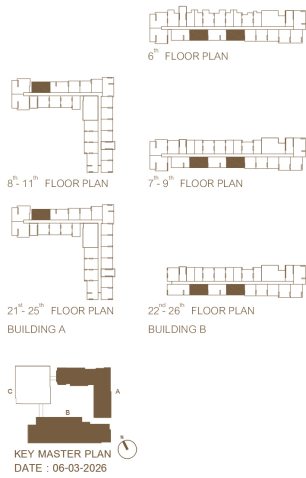 6th FLOOR PLAN
8th - 11th FLOOR PLAN
7th - 9th FLOOR PLAN
21st - 25th FLOOR PLAN
22nd - 26th FLOOR PLAN
BUILDING A
BUILDING B
C
A
B
KEY MASTER PLAN
DATE : 06-03-2026